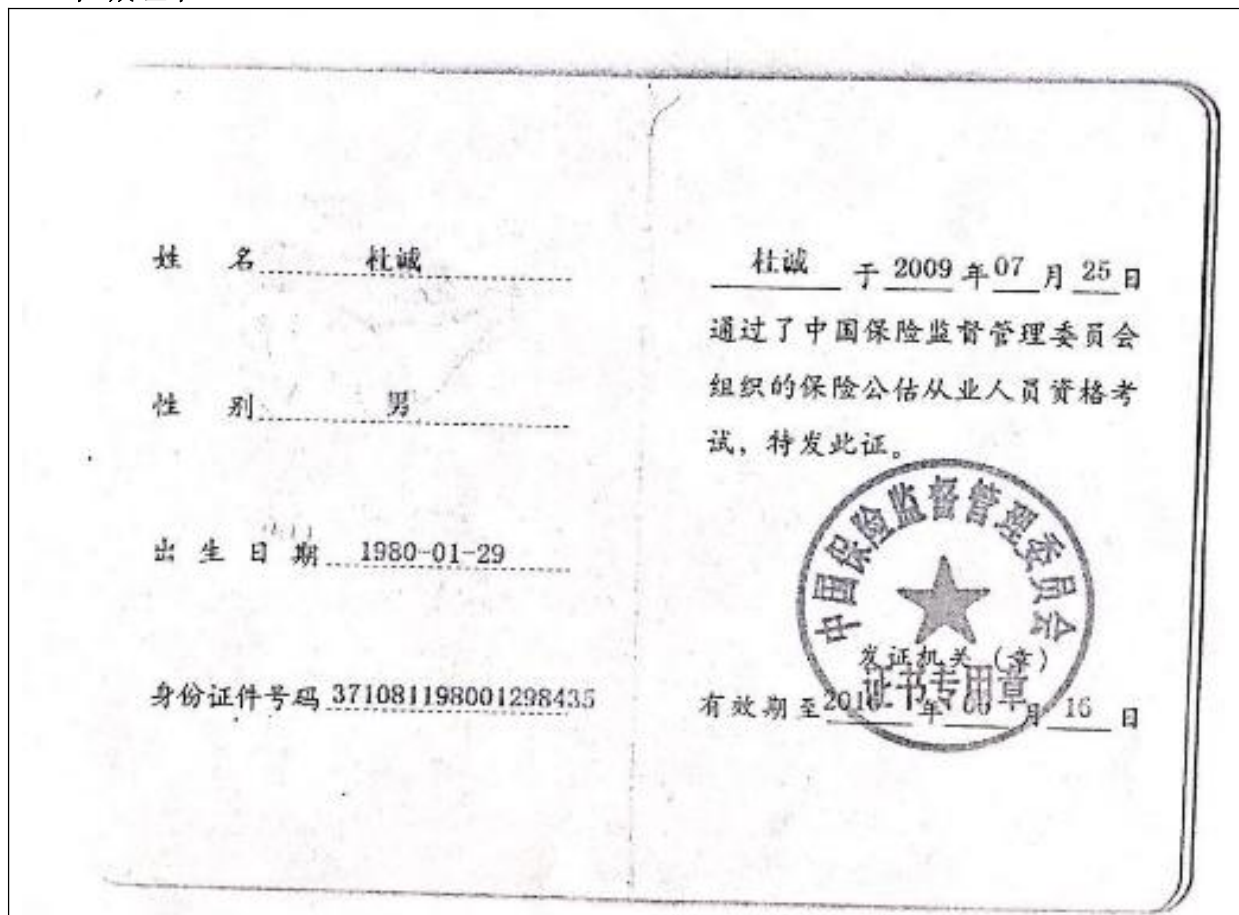 姓 名 杜诚
性 别 男
出 生 日 期 1980-01-29
身份证件号码 371081198001298435
杜诚 于 2009 年 07 月 25 日
通过了中国保险监督管理委员会
组织的保险公估从业人员资格考
试，特发此证。
中国保险监督管理委员会
发证机关（章）
证书专用章
有效期至 年 月 16 日